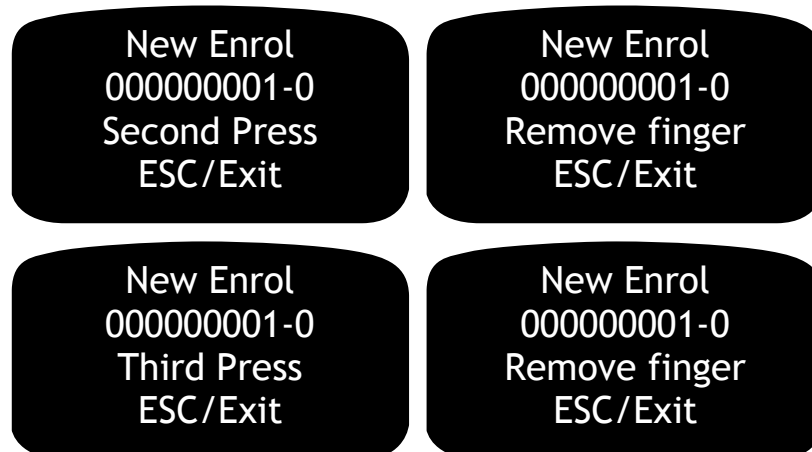 New Enrol
000000001-0
Second Press
ESC/Exit
New Enrol
000000001-0
Remove finger
ESC/Exit
New Enrol
000000001-0
Third Press
ESC/Exit
New Enrol
000000001-0
Remove finger
ESC/Exit